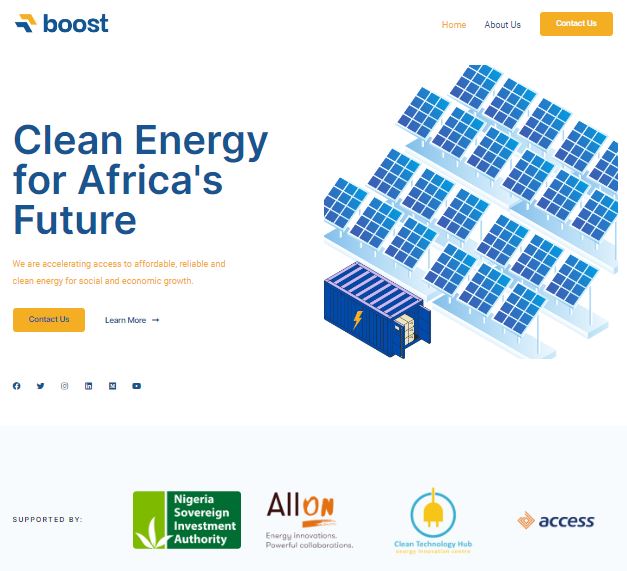 boost
Home
About Us
Contact Us
Clean Energy
for Africa's
Future
We are accelerating access to affordable, reliable and
clean energy for social and economic growth.
Contact Us
Learn More →
SUPPORTED BY:
Nigeria
Sovereign
Investment
Authority
All ON
Energy innovations.
Powerful collaborations.
Clean Technology Hub
energy innovation centre
access